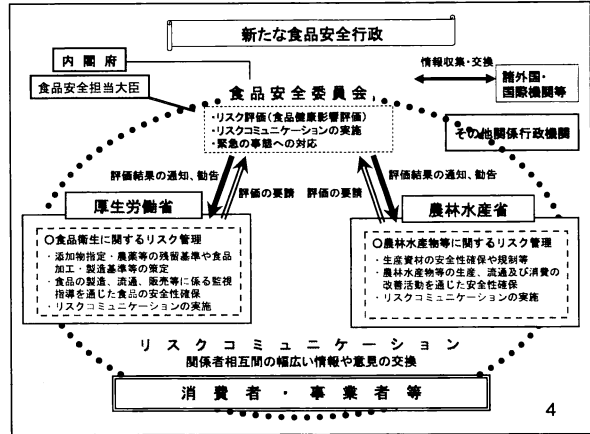 新たな食品安全行政
内閣府
食品安全担当大臣
情報収集・交換
諸外国・
国際機関等
食品安全委員会
・リスク評価(食品健康影響評価)
・リスクコミュニケーションの実施
・緊急の事態への対応
その他関係行政機関
評価結果の通知、勧告
評価の要請
評価の要請
評価結果の通知、勧告
厚生労働省
〇食品衛生に関するリスク管理
・添加物指定・農薬等の残留基準や食品
加工・製造基準等の策定
・食品の製造、流通、販売等に係る監視
指導を通じた食品の安全性確保
・リスクコミュニケーションの実施
農林水産省
〇農林水産物等に関するリスク管理
・生産資材の安全性確保や規制等
・農林水産物等の生産、流通及び消費の
改善活動を通じた安全性確保
・リスクコミュニケーションの実施
リスクコミュニケーション
関係者相互間の幅広い情報や意見の交換
消費者・事業者等
4